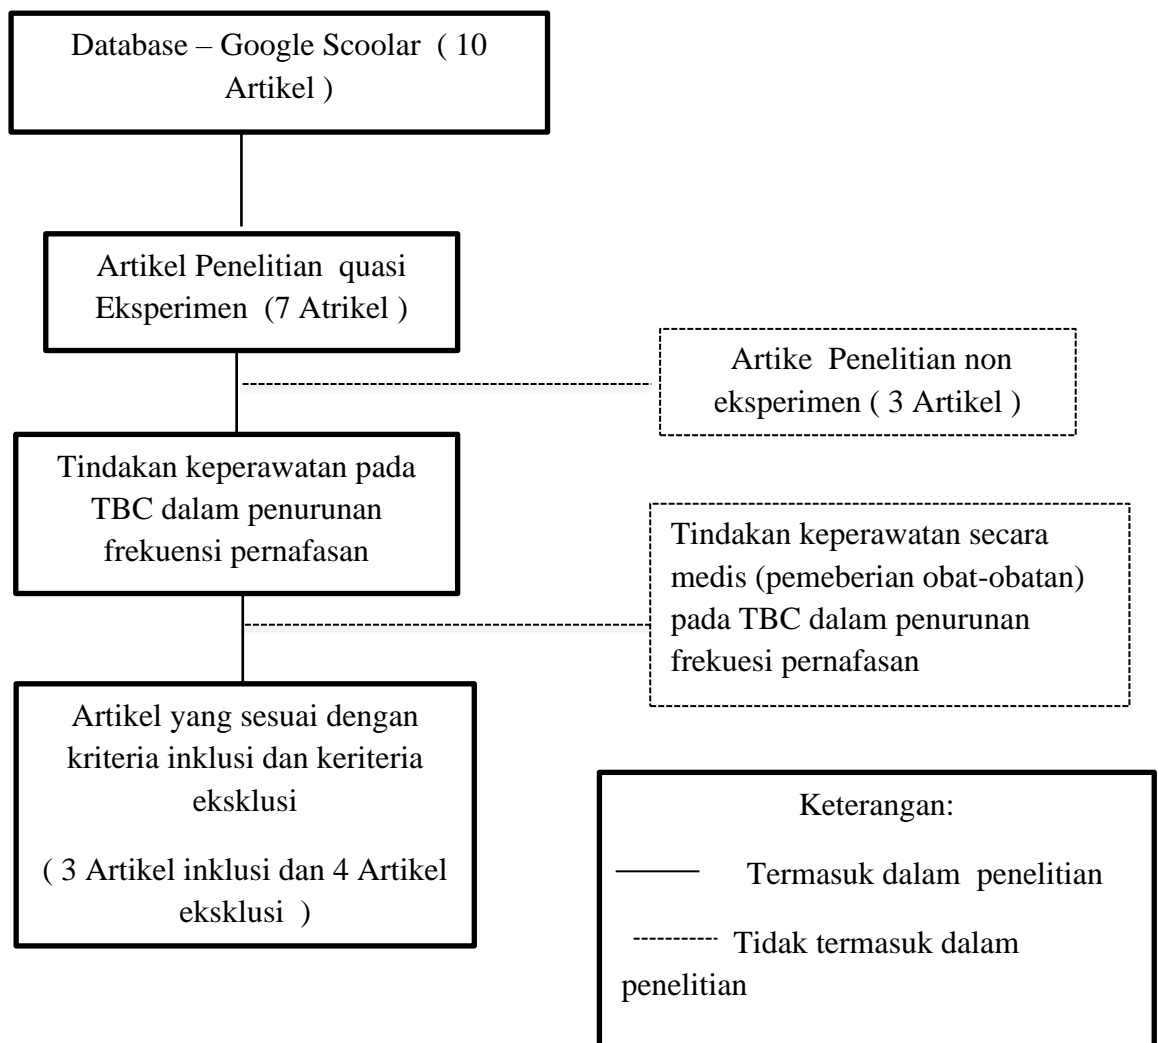 Database – Google Scoolar ( 10
Artikel )
Artikel Penelitian quasi
Eksperimen (7 Atrikel )
Artike Penelitian non
eksperimen ( 3 Artikel )
Tindakan keperawatan pada
TBC dalam penurunan
frekuensi pernafasan
Tindakan keperawatan secara
medis (pemeberian obat-obatan)
pada TBC dalam penurunan
frekuesi pernafasan
Artikel yang sesuai dengan
kriteria inklusi dan keriteria
eksklusi
( 3 Artikel inklusi dan 4 Artikel
eksklusi )
Keterangan:
Termasuk dalam penelitian
Tidak termasuk dalam
penelitian